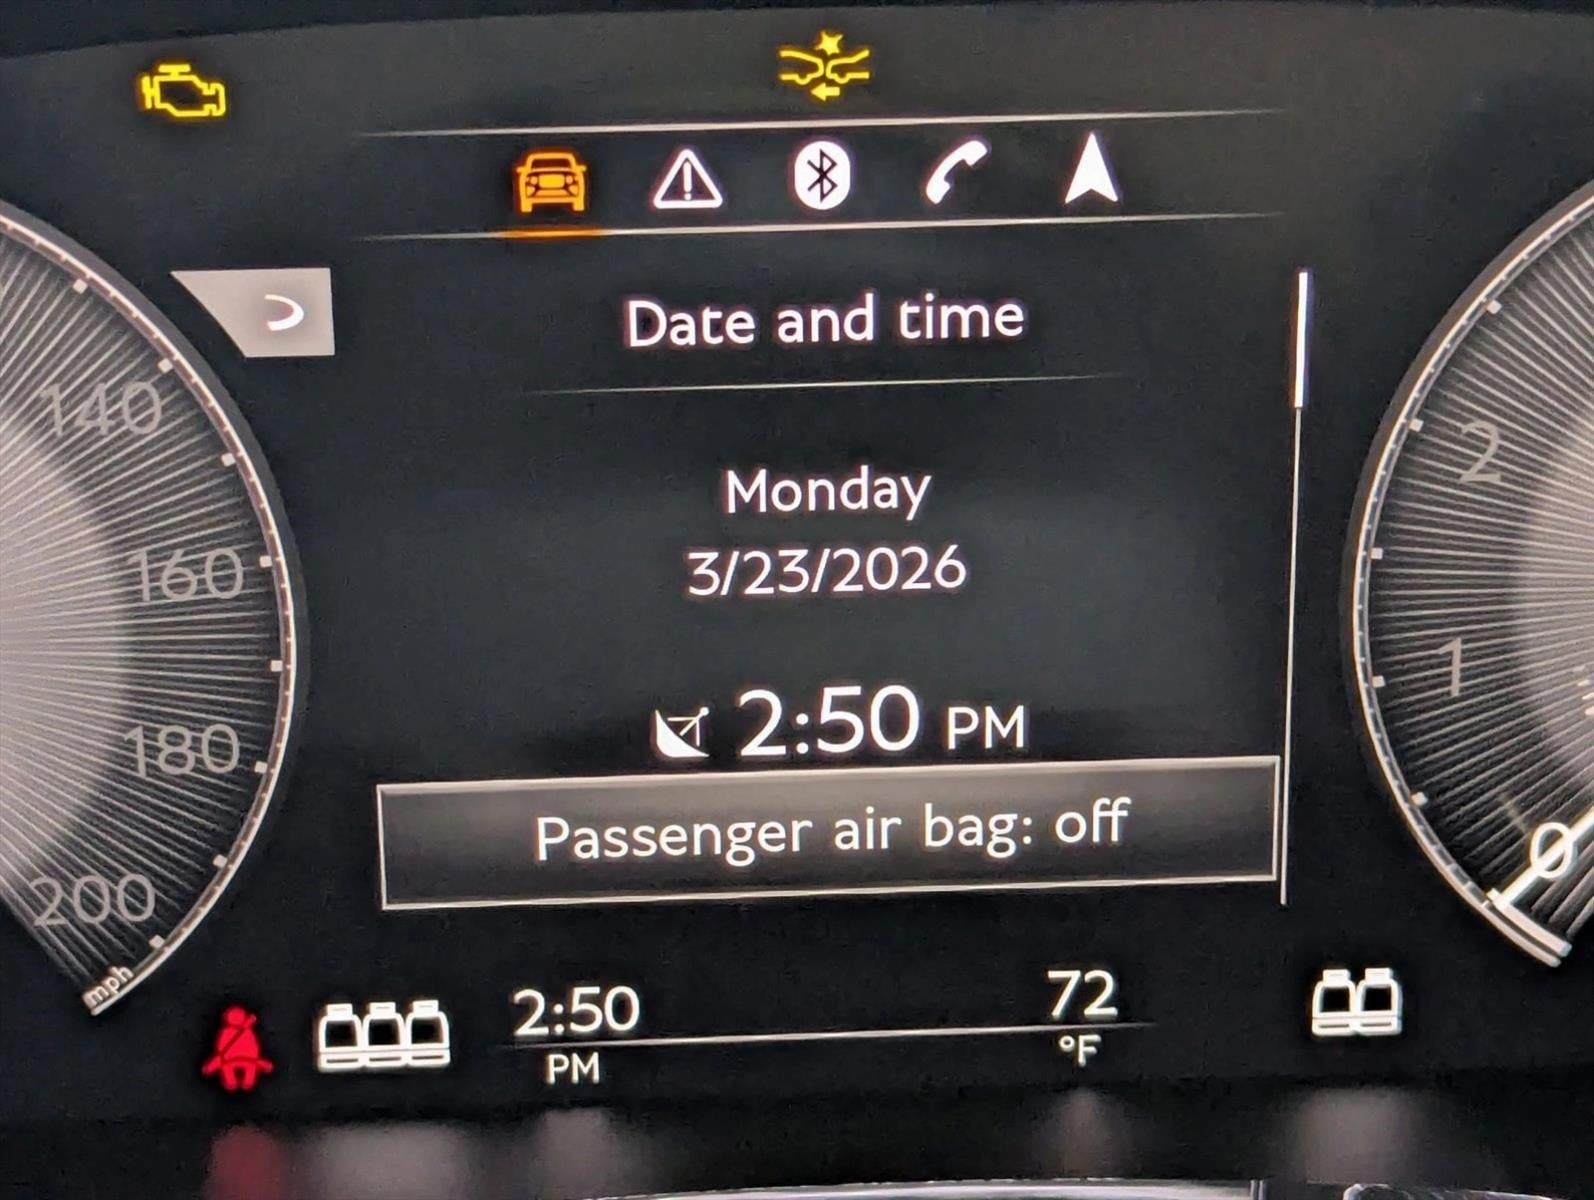 Date and time
Monday
3/23/2026
2:50 PM
Passenger air bag: off
140
160
180
200
mph
2
1
0
2:50
PM
72
°F